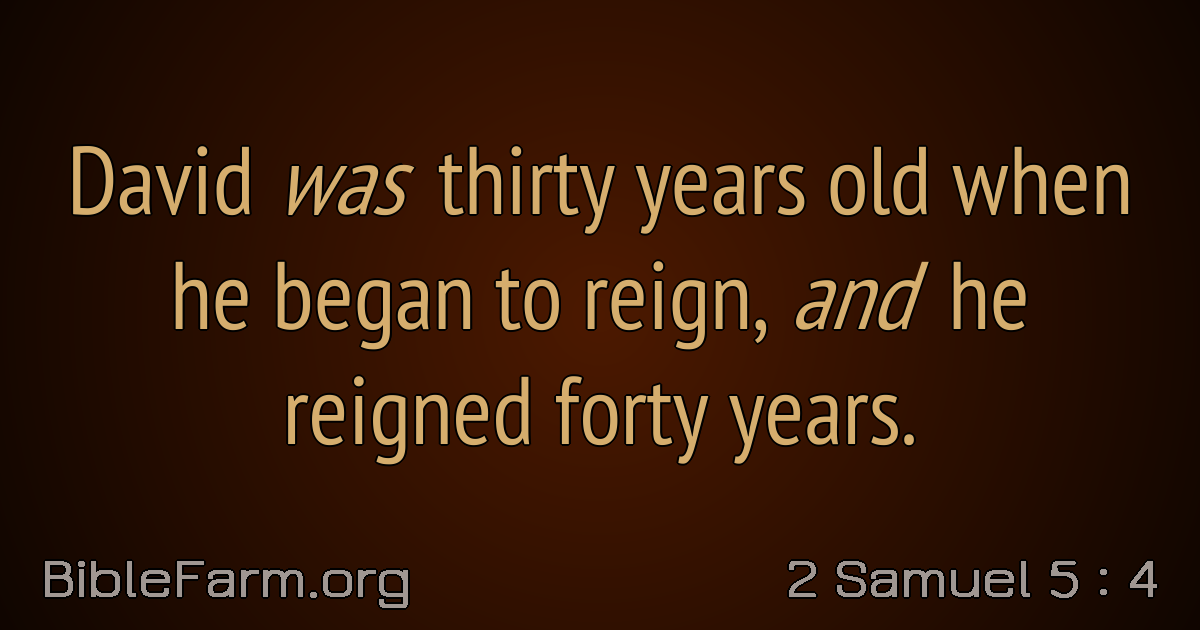 David was thirty years old when
he began to reign, and he
reigned forty years.
BibleFarm.org
2 Samuel 5 : 4